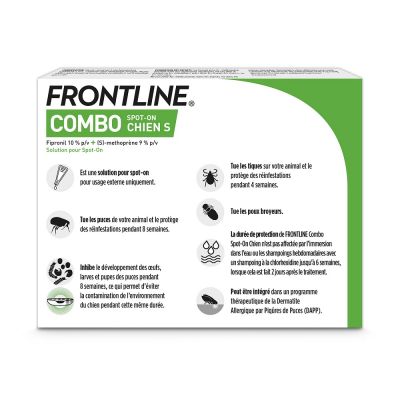 FRONTLINE®
COMBO SPOT-ON
CHIEN S
Fipronil 10 % p/v + (S)-methoprène 9 % p/v
Solution pour Spot-On
Est une solution pour spot-on
pour usage externe uniquement.
Tue les puces de votre animal et le protège
des réinfestations pendant 8 semaines.
Inhibe le développement des œufs,
larves et pupes des puces pendant
8 semaines, ce qui permet d'éviter
la contamination de l'environnement
du chien pendant cette même durée.
Tue les tiques sur votre animal et le
protège des réinfestations
pendant 4 semaines.
Tue les poux broyeurs.
La durée de protection de FRONTLINE Combo
Spot-On Chien n'est pas affectée par l'immersion
dans l'eau ou les shampoings hebdomadaires avec
un shampoing à la chlorhexidine jusqu'à 6 semaines,
lorsque cela est fait 2 jours après le traitement.
Peut être intégré dans un programme
thérapeutique de la Dermatite
Allergique par Piqûres de Puces (DAPP).